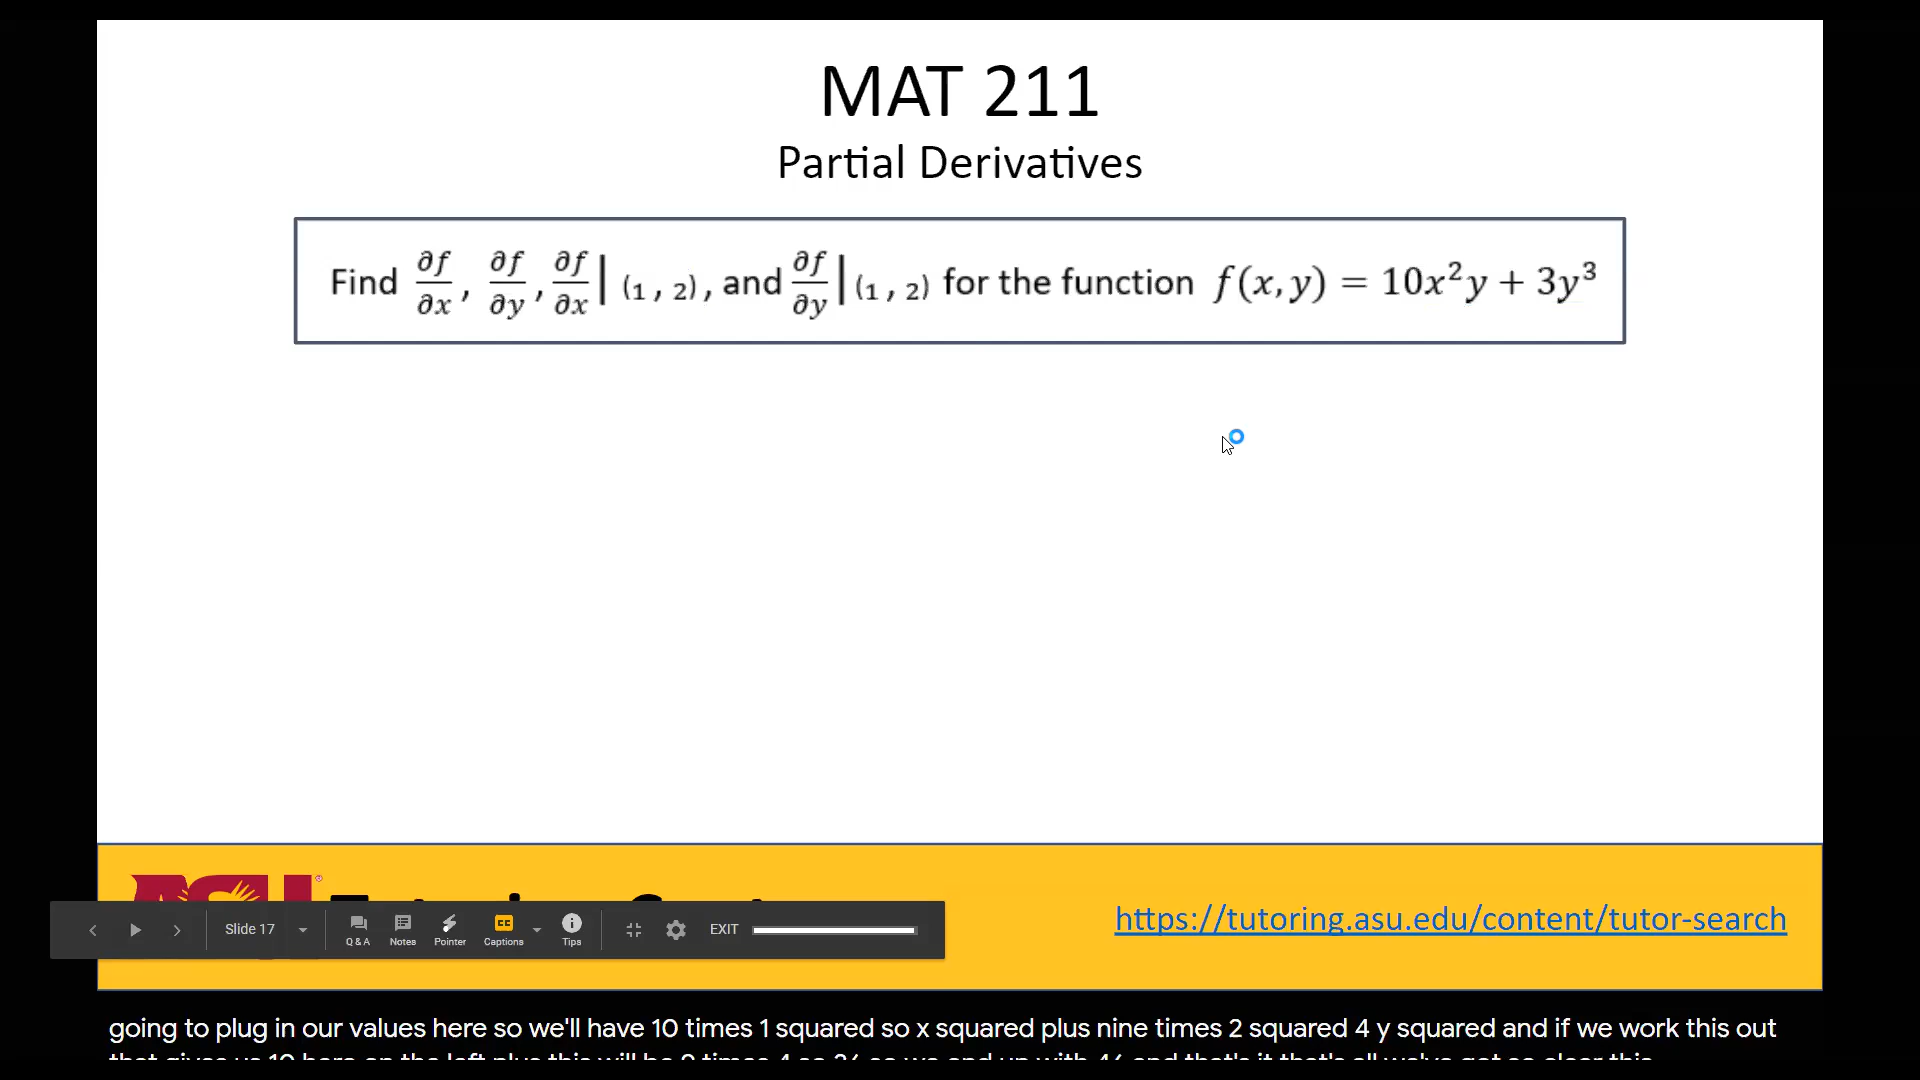 MAT 211
Partial Derivatives
Find ∂f/∂x, ∂f/∂y, ∂f/∂x | (1, 2), and ∂f/∂y | (1, 2) for the function f(x, y) = 10x²y + 3y³
https://tutoring.asu.edu/content/tutor-search
Slide 17 Q & A Notes Pointer CC Captions Tips EXIT
going to plug in our values here so we'll have 10 times 1 squared so x squared plus nine times 2 squared 4 y squared and if we work this out